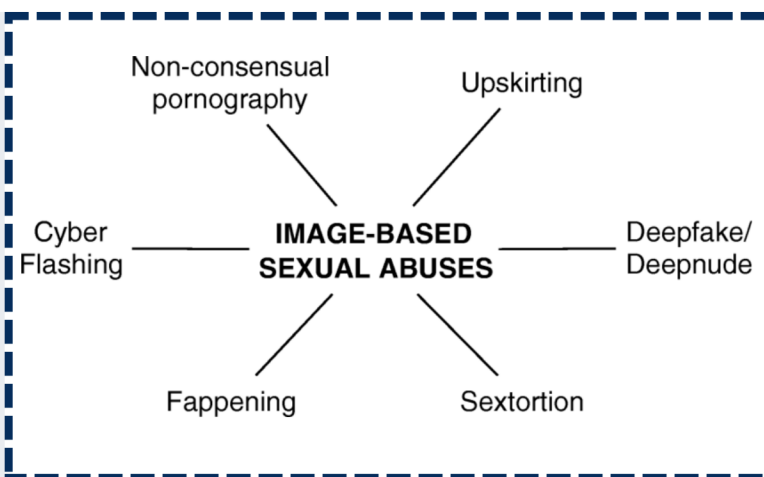 Non-consensual
pornography
Upskirting
Cyber
Flashing
IMAGE-BASED
SEXUAL ABUSES
Deepfake/
Deepnude
Fappening
Sextortion